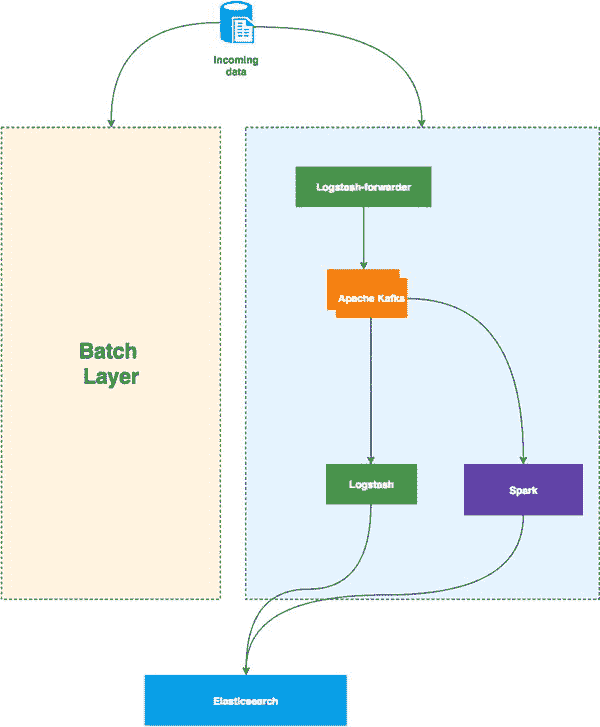 Incoming
data
Logstash-forwarder
Apache Kafka
Batch
Layer
Logstash
Spark
Elasticsearch